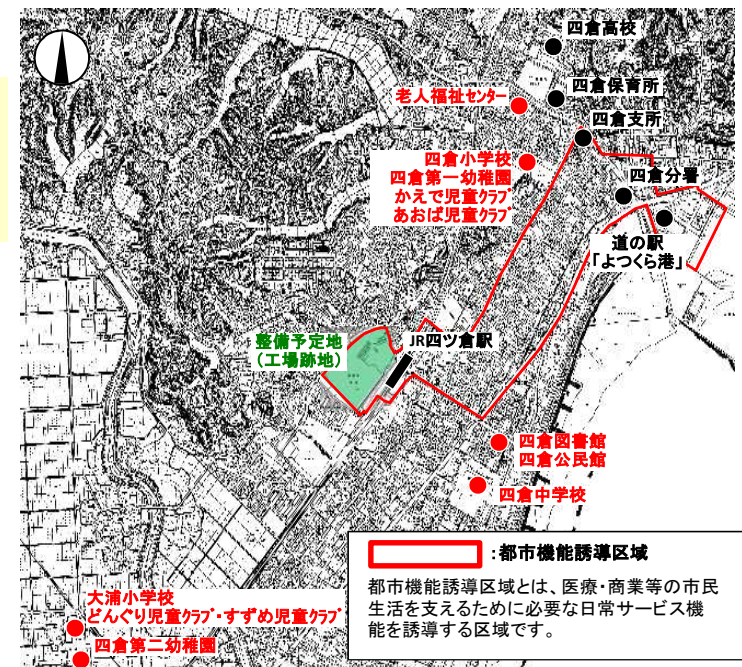 四倉高校
四倉保育所
老人福祉センター
四倉支所
四倉小学校
四倉第一幼稚園
かえで児童クラブ
あおば児童クラブ
四倉分署
道の駅
「よつくら港」
整備予定地
(工場跡地)
JR四ツ倉駅
四倉図書館
四倉公民館
四倉中学校
:都市機能誘導区域
都市機能誘導区域とは、医療・商業等の市民
生活を支えるために必要な日常サービス機
能を誘導する区域です。
大浦小学校
どんぐり児童クラブ・すずめ児童クラブ
四倉第二幼稚園